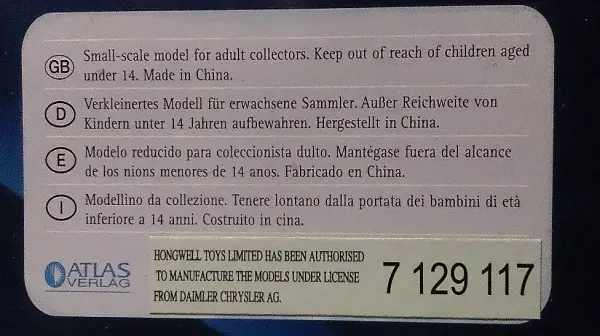 GB Small-scale model for adult collectors. Keep out of reach of children aged
under 14. Made in China.
D Verkleinertes Modell für erwachsene Sammler. Außer Reichweite von
Kindern unter 14 Jahren aufbewahren. Hergestellt in China.
E Modelo reducido para coleccionista dulto. Mantégase fuera del alcance
de los nions menores de 14 anos. Fabricado en China.
I Modellino da collezione. Tenere lontano dalla portata dei bambini di età
inferiore a 14 anni. Costruito in cina.
ATLAS
VERLAG
HONGWELL TOYS LIMITED HAS BEEN AUTHORISED
TO MANUFACTURE THE MODELS UNDER LICENSE
FROM DAIMLER CHRYSLER AG.
7 129 117